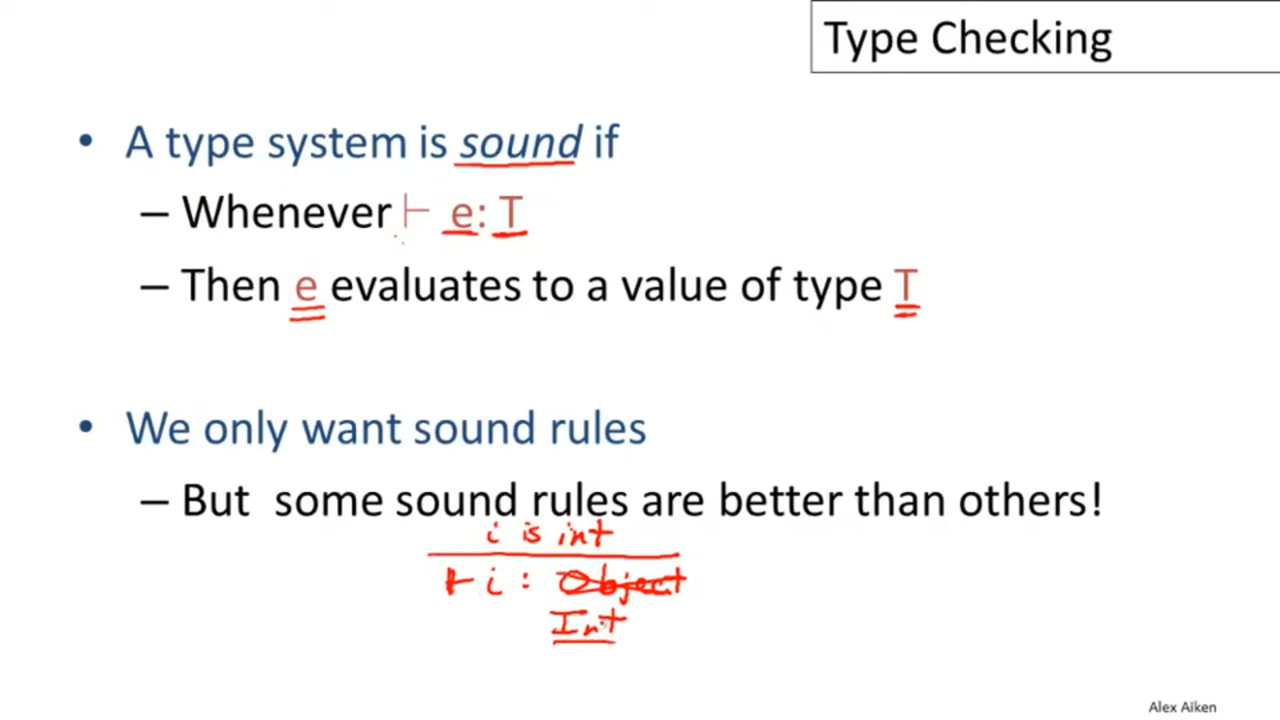 Type Checking
• A type system is sound if
– Whenever ⊢ e: T
– Then e evaluates to a value of type T
• We only want sound rules
– But some sound rules are better than others!
i is int
⊢ i : Object
Int
Alex Aiken